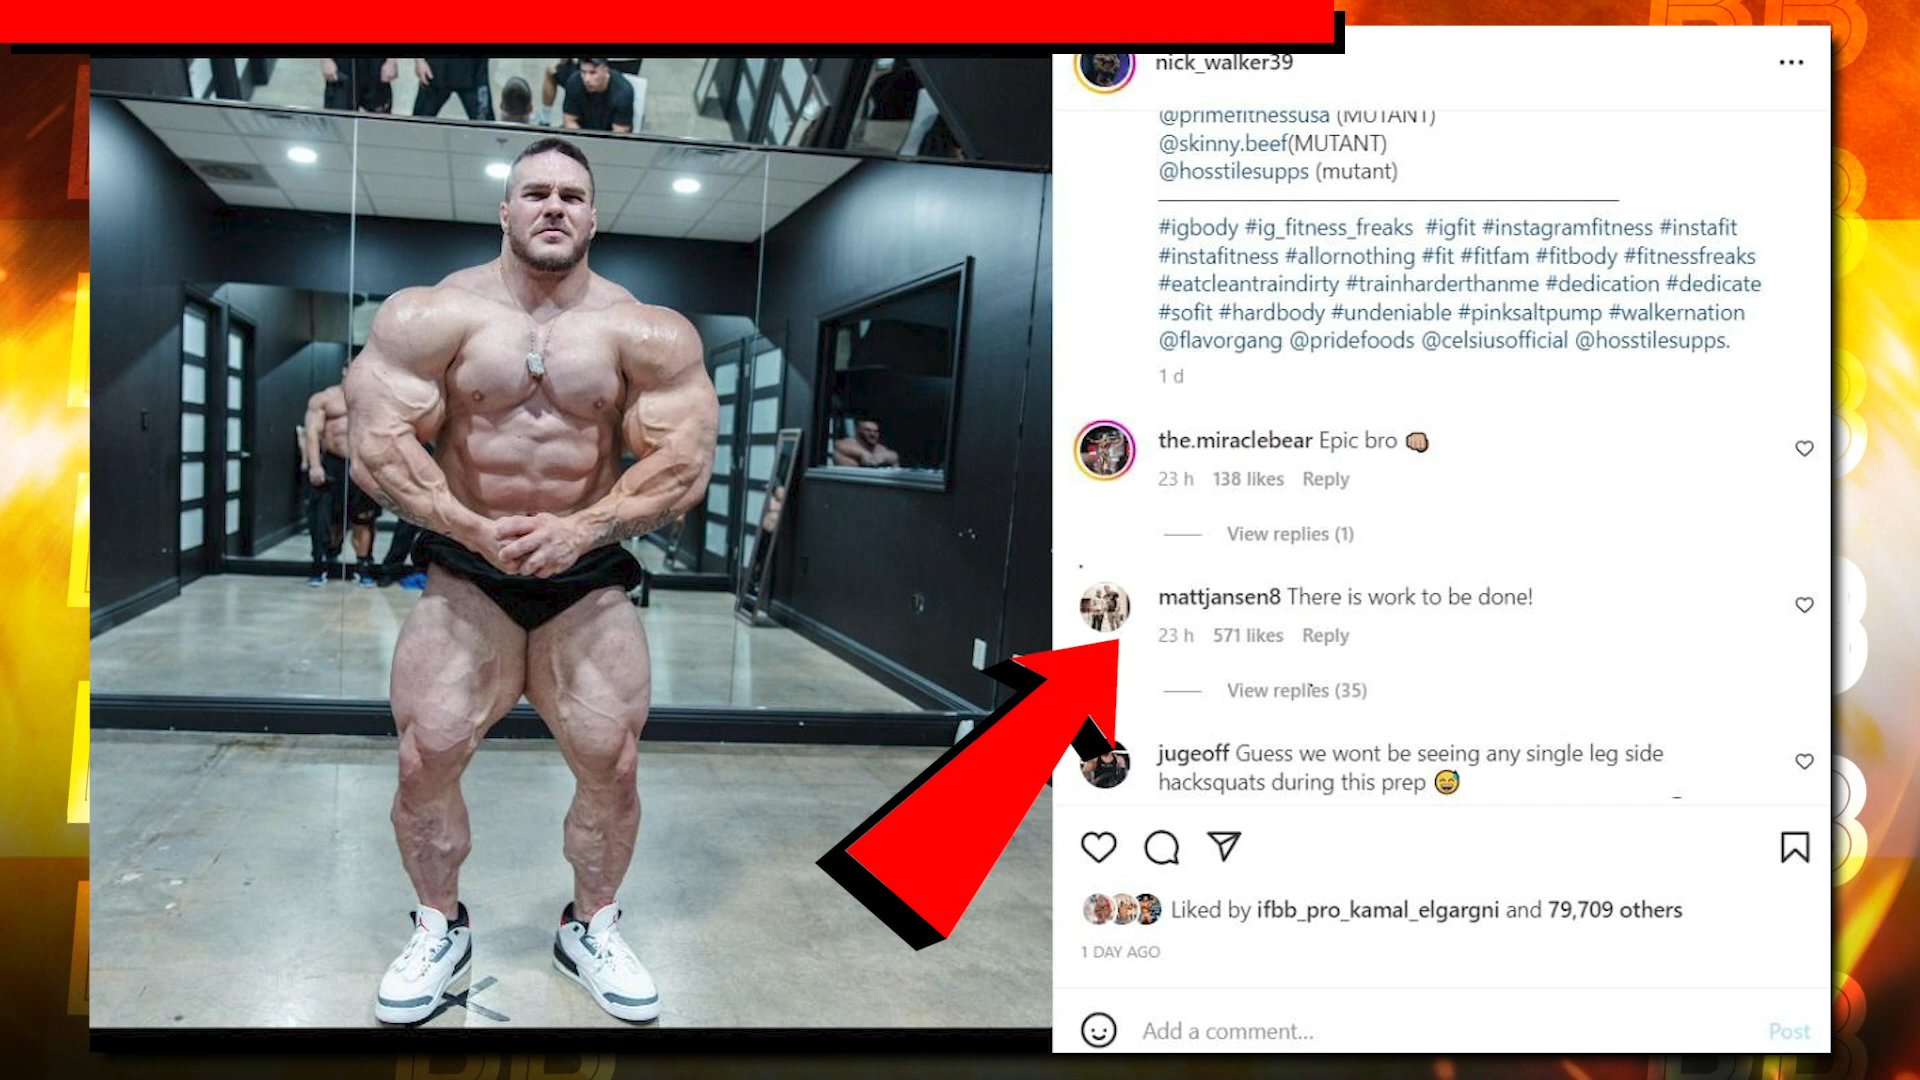 nick_walker39
@primefitnessusa (MUTANT)
@skinny.beef(MUTANT)
@hosstilesupps (mutant)
#igbody #ig_fitness_freaks #igfit #instagramfitness #instafit
#instafitness #allornothing #fit #fitfam #fitbody #fitnessfreaks
#eatcleantraindirty #trainharderthanme #dedication #dedicate
#sofit #hardbody #undeniable #pinksaltpump #walkernation
@flavorgang @pridefoods @celsiusofficial @hosstilesupps.
1 d
the.miraclebear Epic bro 👊🏼
23 h 138 likes Reply
View replies (1)
mattjansen8 There is work to be done!
23 h 571 likes Reply
View replies (35)
jugeoff Guess we wont be seeing any single leg side
hacksquats during this prep 😅
Liked by ifbb_pro_kamal_elgargni and 79,709 others
1 DAY AGO
Add a comment...
Post